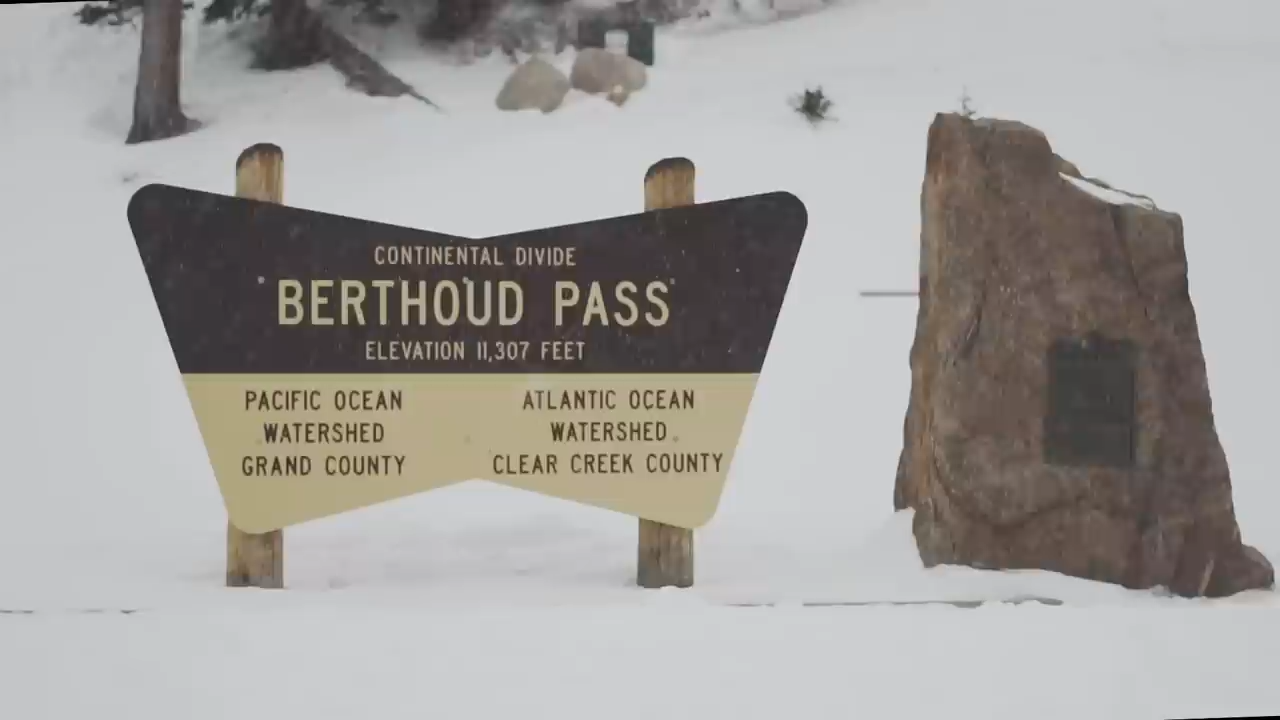 CONTINENTAL DIVIDE
BERTHOUD PASS
ELEVATION 11,307 FEET
PACIFIC OCEAN
WATERSHED
GRAND COUNTY
ATLANTIC OCEAN
WATERSHED
CLEAR CREEK COUNTY